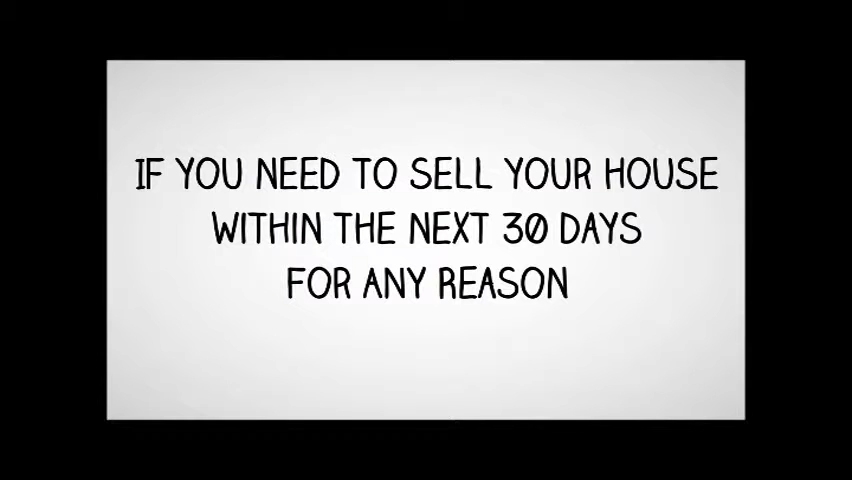 IF YOU NEED TO SELL YOUR HOUSE
WITHIN THE NEXT 30 DAYS
FOR ANY REASON